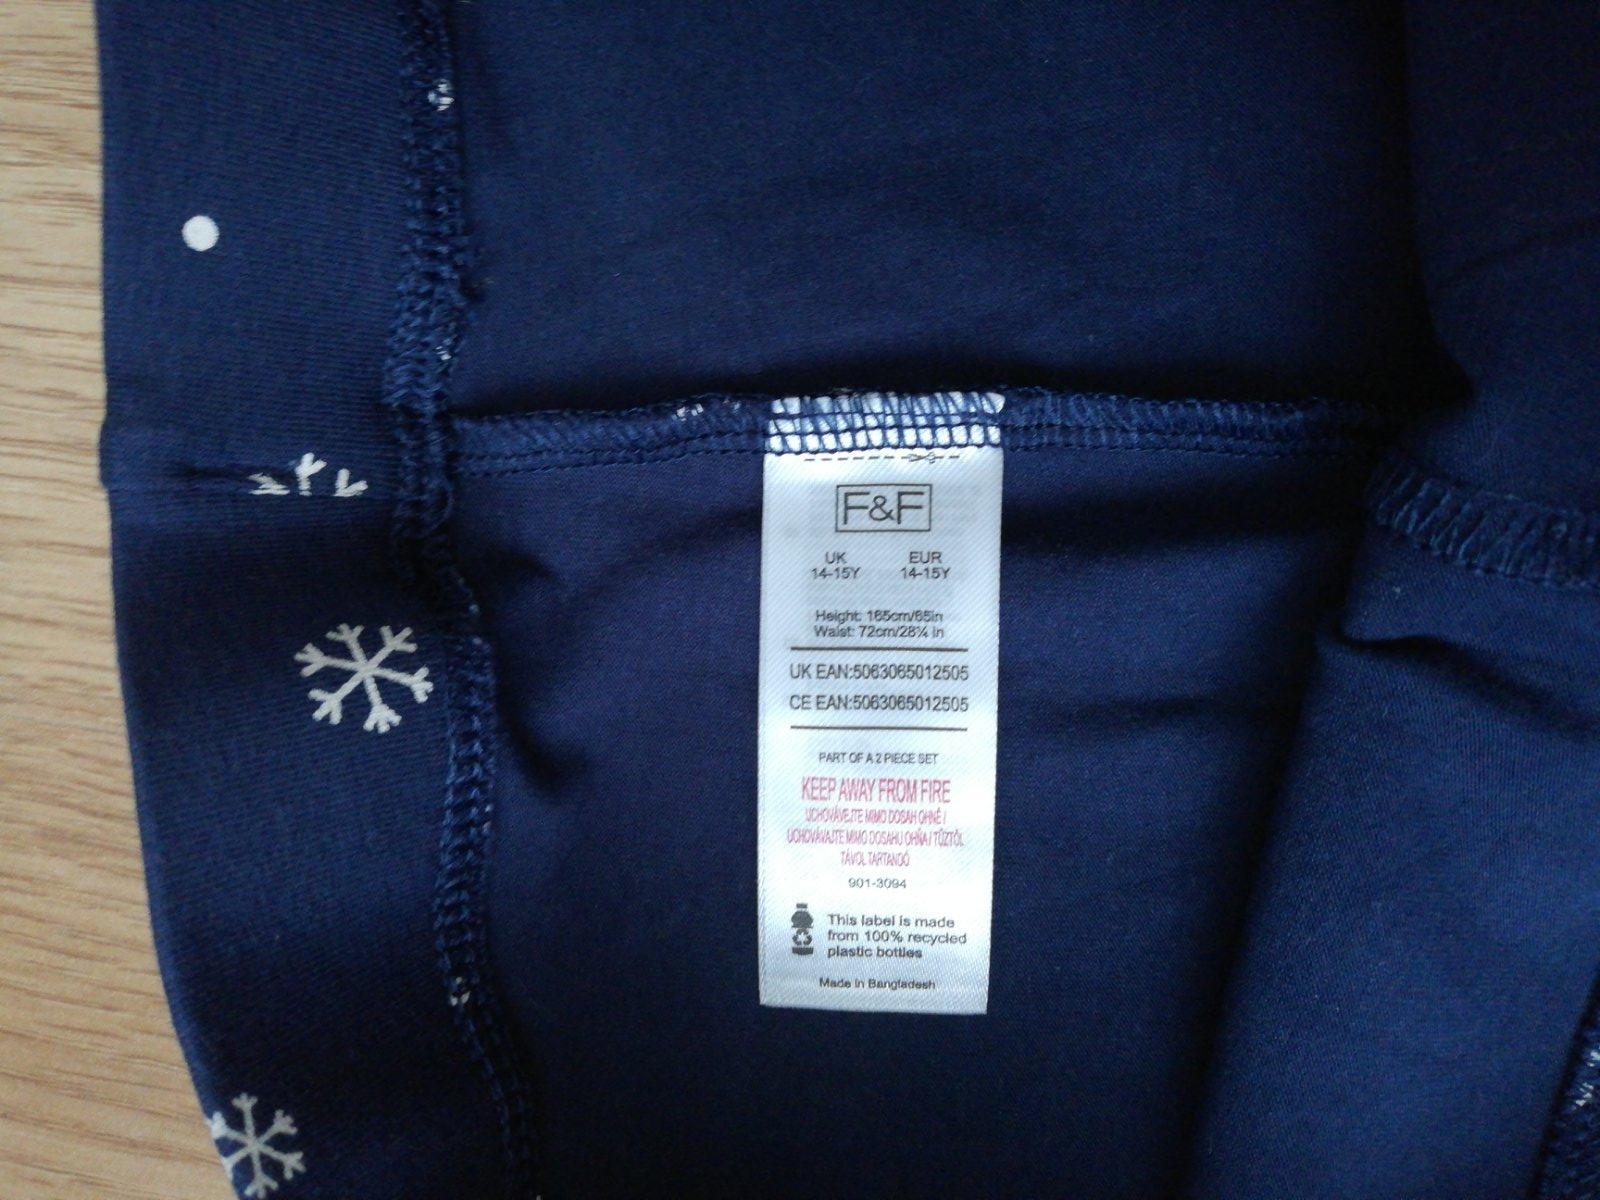 F&F
UK EUR
14-15Y 14-15Y
Height: 165cm/65in
Waist: 72cm/28¼ in
UK EAN:5063065012505
CE EAN:5063065012505
PART OF A 2 PIECE SET
KEEP AWAY FROM FIRE
UCHOVÁVEJTE MIMO DOSAH OHNĚ /
UCHOVÁVAJTE MIMO DOSAHU OHŇA / TŰZTŐL
TÁVOL TARTANDÓ
901-3094
This label is made
from 100% recycled
plastic bottles
Made in Bangladesh